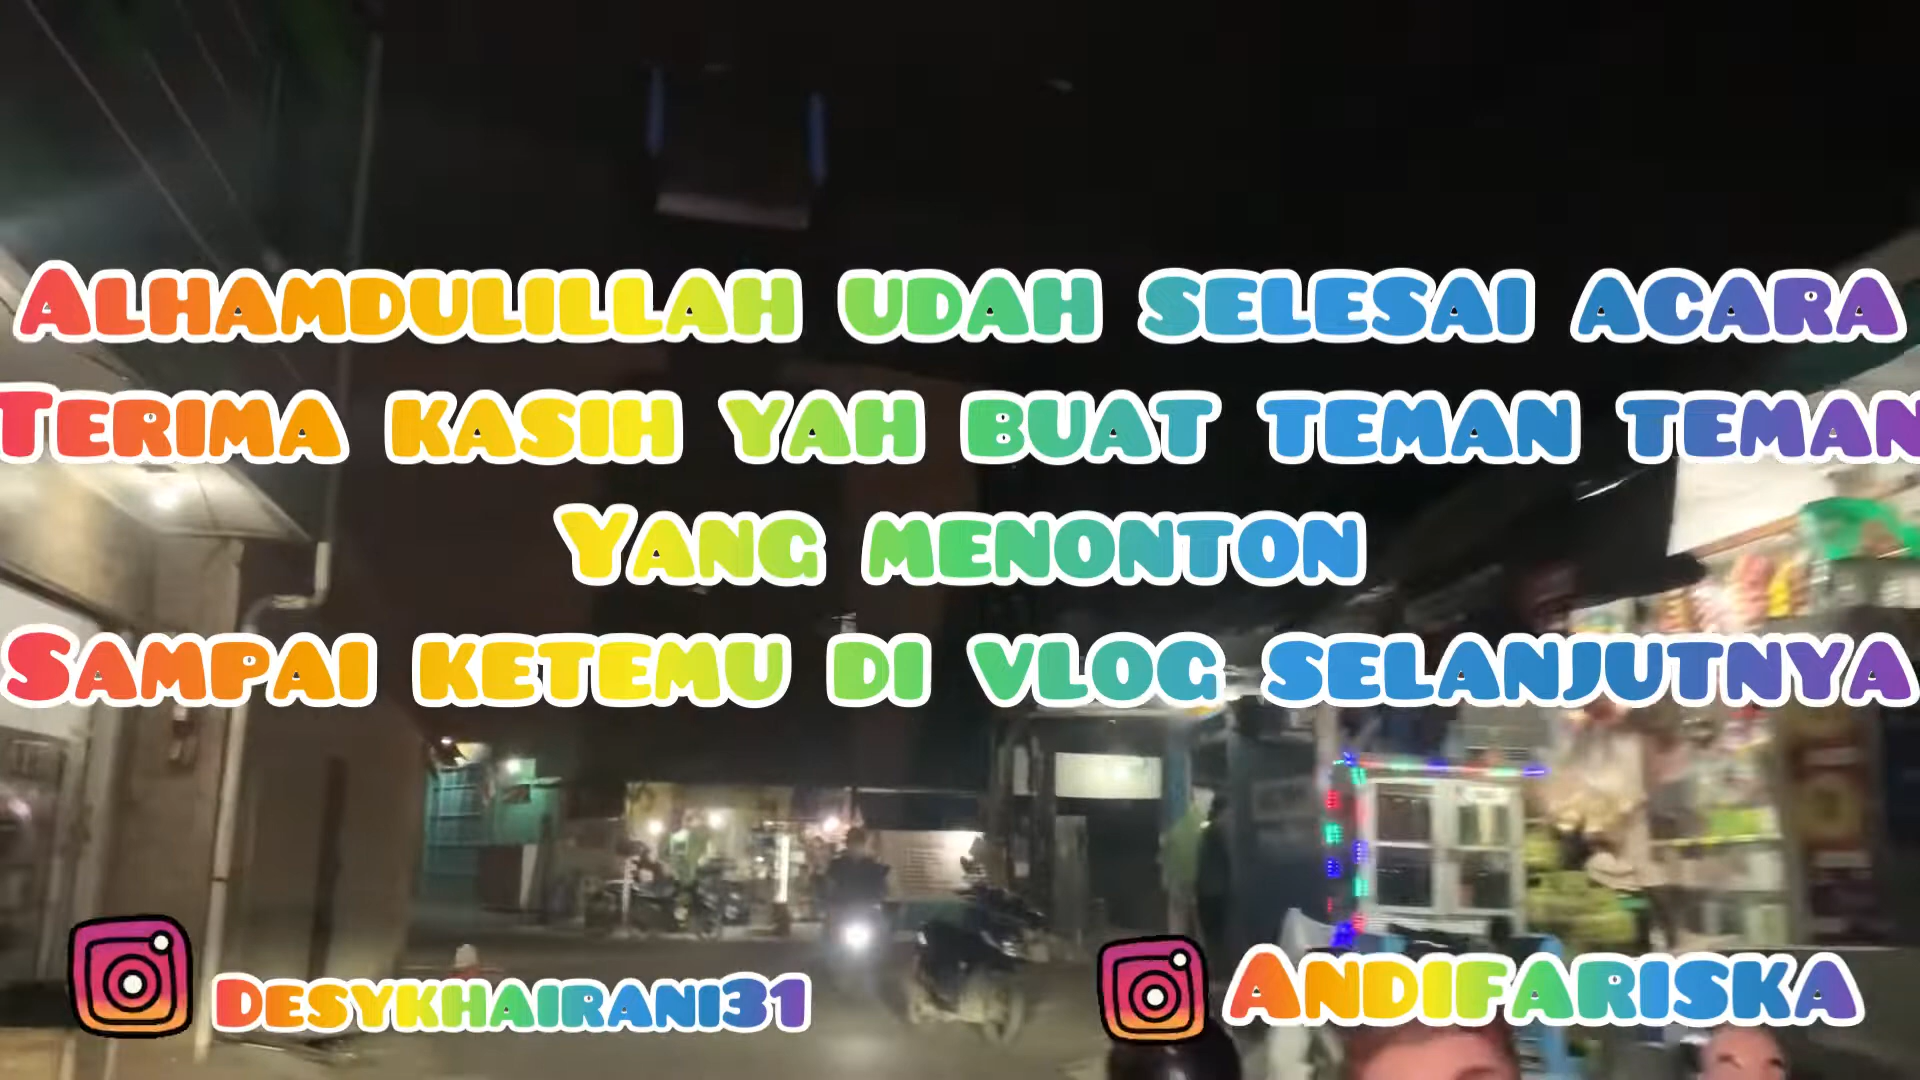 Alhamdulillah udah selesai acara
Terima kasih yah buat teman teman
Yang menonton
Sampai ketemu di vlog selanjutnya
Desykhairani31
Andifariska